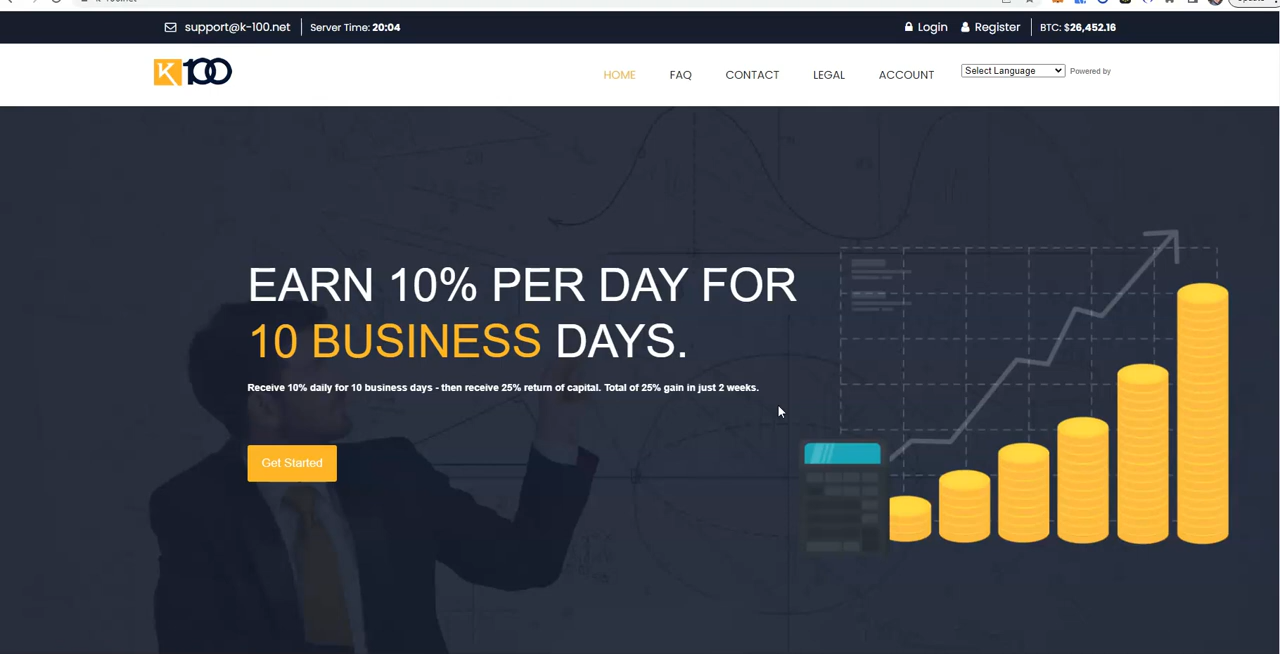 support@k-100.net
Server Time: 20:04
Login
Register
BTC: $26,452.16
K100
HOME
FAQ
CONTACT
LEGAL
ACCOUNT
Select Language
Powered by
EARN 10% PER DAY FOR
10 BUSINESS DAYS.
Receive 10% daily for 10 business days - then receive 25% return of capital. Total of 25% gain in just 2 weeks.
Get Started